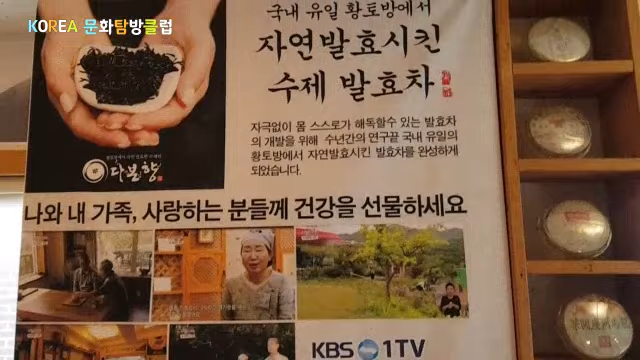 KOREA 문화탐방클럽
국내 유일 황토방에서
자연발효시킨
수제 발효차
자극없이 몸 스스로가 해독할수 있는 발효차
의 개발을 위해 수년간의 연구끝 국내 유일의
황토방에서 자연발효시킨 발효차를 완성하게
되었습니다.
다볼향
나와 내 가족, 사랑하는 분들께 건강을 선물하세요
KBS 1TV